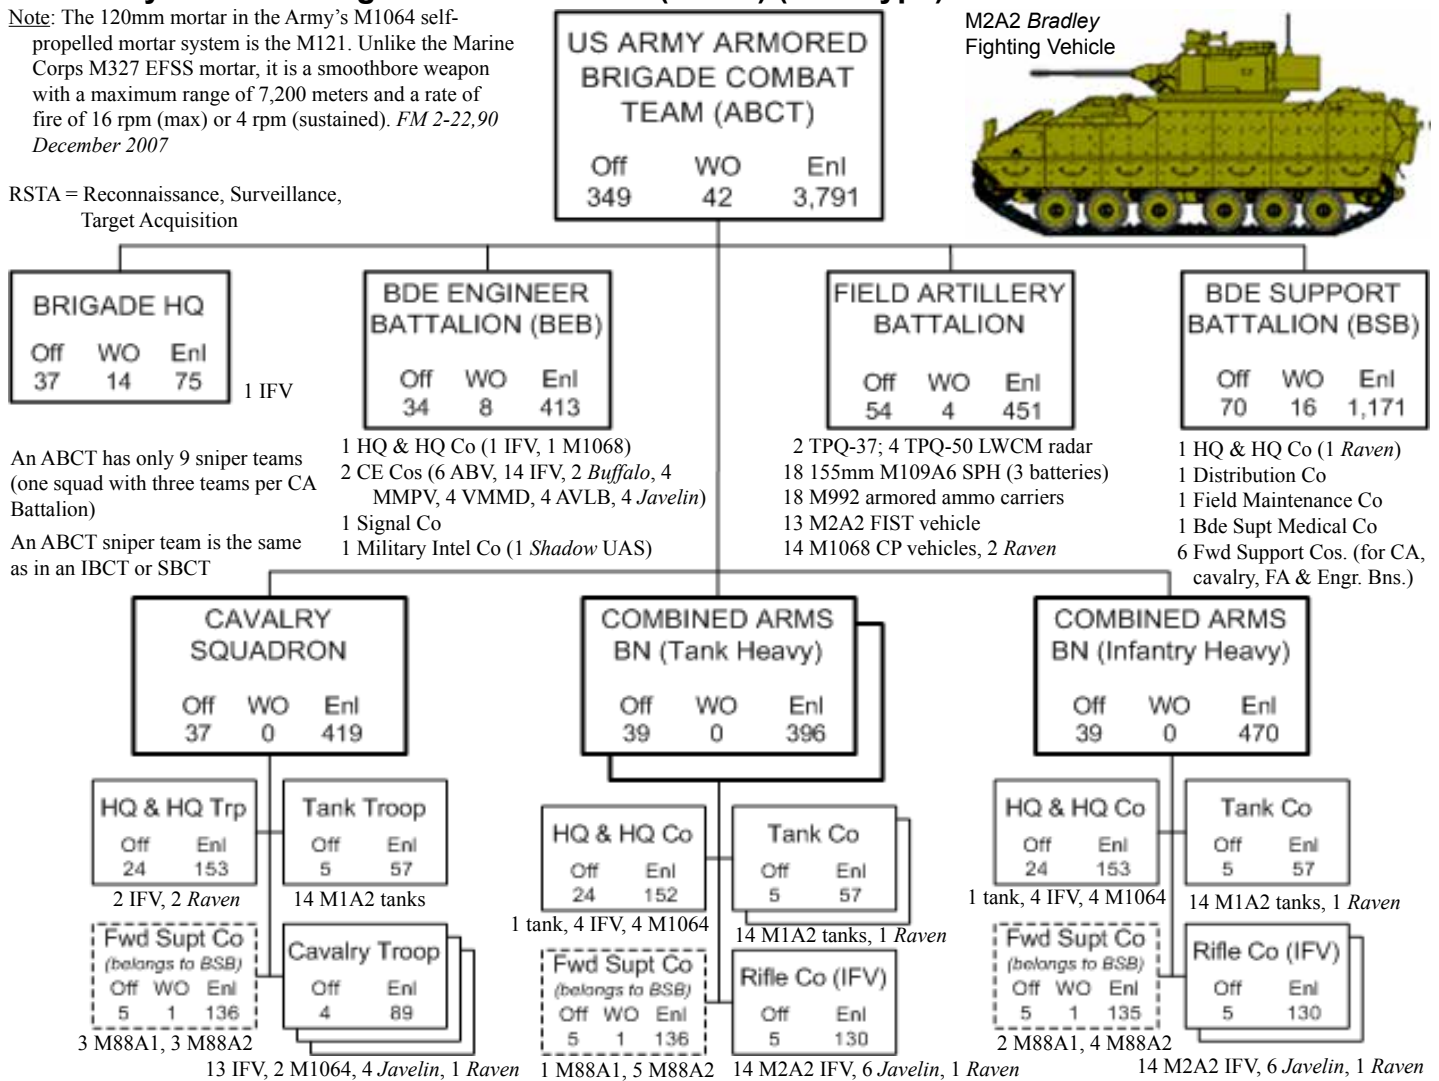 Note: The 120mm mortar in the Army's M1064 self-
propelled mortar system is the M121. Unlike the Marine
Corps M327 EFSS mortar, it is a smoothbore weapon
with a maximum range of 7,200 meters and a rate of
fire of 16 rpm (max) or 4 rpm (sustained). FM 2-22,90
December 2007
RSTA = Reconnaissance, Surveillance,
Target Acquisition
US ARMY ARMORED
BRIGADE COMBAT
TEAM (ABCT)
Off WO Enl
349 42 3,791
M2A2 Bradley
Fighting Vehicle
BRIGADE HQ
Off WO Enl
37 14 75
1 IFV
BDE ENGINEER
BATTALION (BEB)
Off WO Enl
34 8 413
1 HQ & HQ Co (1 IFV, 1 M1068)
2 CE Cos (6 ABV, 14 IFV, 2 Buffalo, 4
MMPV, 4 VMMD, 4 AVLB, 4 Javelin)
1 Signal Co
1 Military Intel Co (1 Shadow UAS)
FIELD ARTILLERY
BATTALION
Off WO Enl
54 4 451
2 TPQ-37; 4 TPQ-50 LWCM radar
18 155mm M109A6 SPH (3 batteries)
18 M992 armored ammo carriers
13 M2A2 FIST vehicle
14 M1068 CP vehicles, 2 Raven
BDE SUPPORT
BATTALION (BSB)
Off WO Enl
70 16 1,171
1 HQ & HQ Co (1 Raven)
1 Distribution Co
1 Field Maintenance Co
1 Bde Supt Medical Co
6 Fwd Support Cos. (for CA,
cavalry, FA & Engr. Bns.)
An ABCT has only 9 sniper teams
(one squad with three teams per CA
Battalion)
An ABCT sniper team is the same
as in an IBCT or SBCT
CAVALRY
SQUADRON
Off WO Enl
37 0 419
HQ & HQ Trp
Off Enl
24 153
2 IFV, 2 Raven
Tank Troop
Off Enl
5 57
14 M1A2 tanks
Fwd Supt Co
(belongs to BSB)
Off WO Enl
5 1 136
3 M88A1, 3 M88A2
Cavalry Troop
Off Enl
4 89
13 IFV, 2 M1064, 4 Javelin, 1 Raven
COMBINED ARMS
BN (Tank Heavy)
Off WO Enl
39 0 396
HQ & HQ Co
Off Enl
24 152
1 tank, 4 IFV, 4 M1064
Tank Co
Off Enl
5 57
14 M1A2 tanks, 1 Raven
Fwd Supt Co
(belongs to BSB)
Off WO Enl
5 1 136
1 M88A1, 5 M88A2
Rifle Co (IFV)
Off Enl
5 130
14 M2A2 IFV, 6 Javelin, 1 Raven
COMBINED ARMS
BN (Infantry Heavy)
Off WO Enl
39 0 470
HQ & HQ Co
Off Enl
24 153
1 tank, 4 IFV, 4 M1064
Tank Co
Off Enl
5 57
14 M1A2 tanks, 1 Raven
Fwd Supt Co
(belongs to BSB)
Off WO Enl
5 1 135
2 M88A1, 4 M88A2
Rifle Co (IFV)
Off Enl
5 130
14 M2A2 IFV, 6 Javelin, 1 Raven